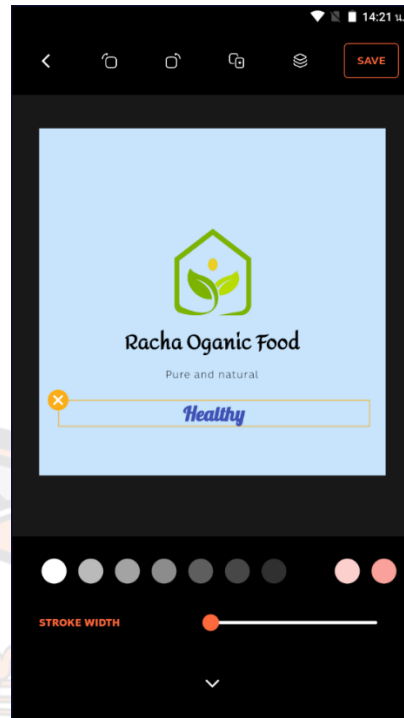 14:21 น.
SAVE
Racha Oganic Food
Pure and natural
Healthy
STROKE WIDTH